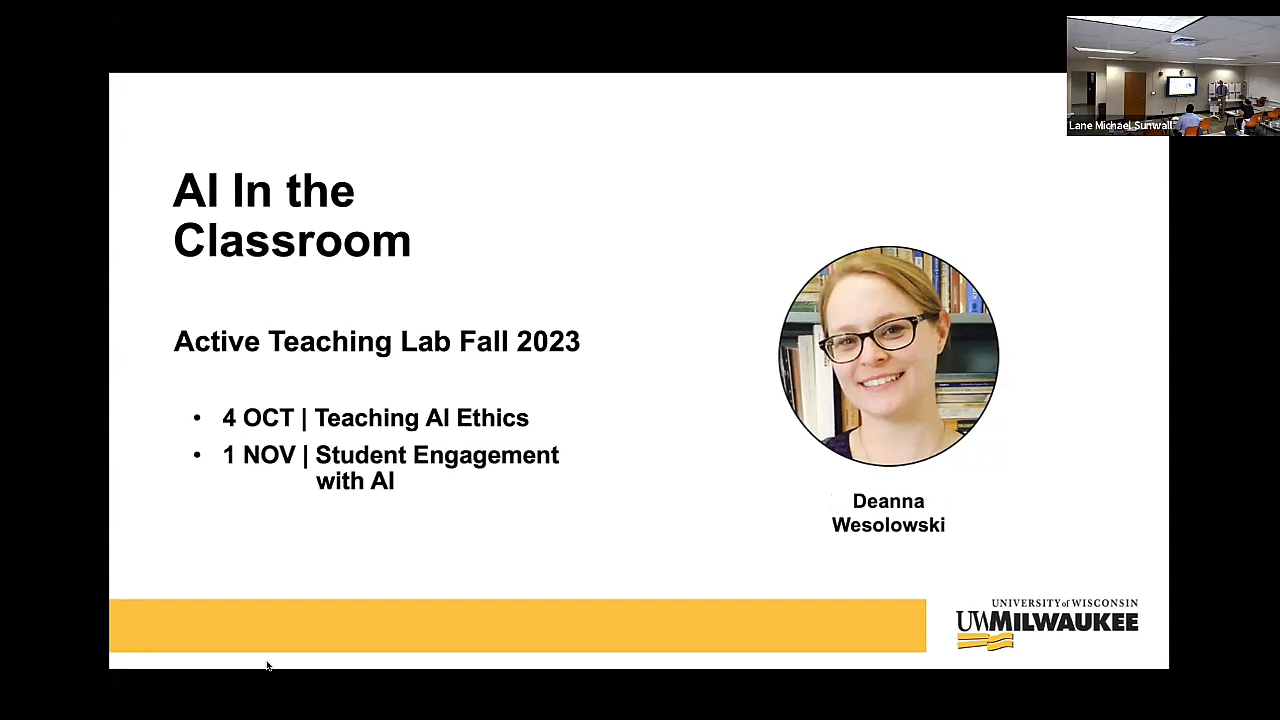 Lane Michael Sunwall
AI In the
Classroom
Active Teaching Lab Fall 2023
• 4 OCT | Teaching AI Ethics
• 1 NOV | Student Engagement
with AI
Deanna
Wesolowski
UNIVERSITY of WISCONSIN
UWMILWAUKEE